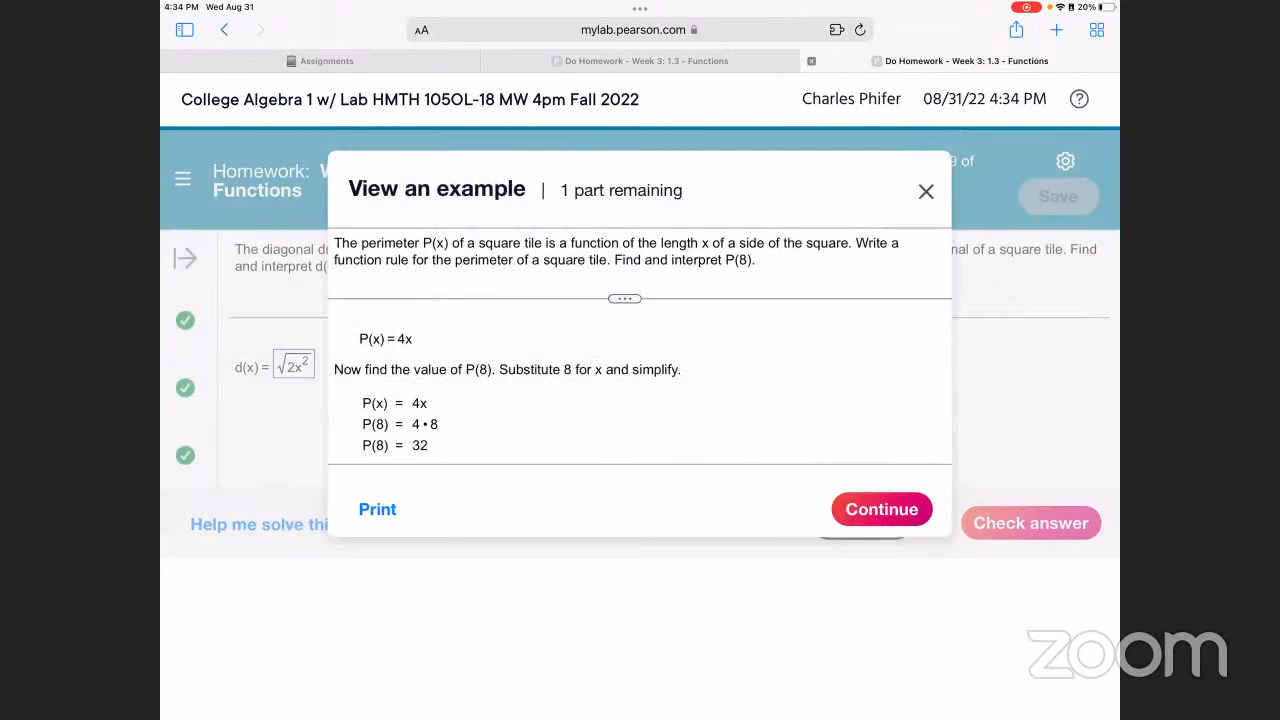 4:34 PM Wed Aug 31
20%
AA mylab.pearson.com
Assignments
Do Homework - Week 3: 1.3 - Functions
Do Homework - Week 3: 1.3 - Functions
College Algebra 1 w/ Lab HMTH 105OL-18 MW 4pm Fall 2022
Charles Phifer 08/31/22 4:34 PM ?
Homework:
Functions
9 of
Save
View an example | 1 part remaining
The diagonal
nal of a square tile. Find
and interpret d(
The perimeter P(x) of a square tile is a function of the length x of a side of the square. Write a
function rule for the perimeter of a square tile. Find and interpret P(8).
P(x) = 4x
d(x) = √2x²
Now find the value of P(8). Substitute 8 for x and simplify.
P(x) = 4x
P(8) = 4 • 8
P(8) = 32
Print
Continue
Help me solve thi
Check answer
zoom